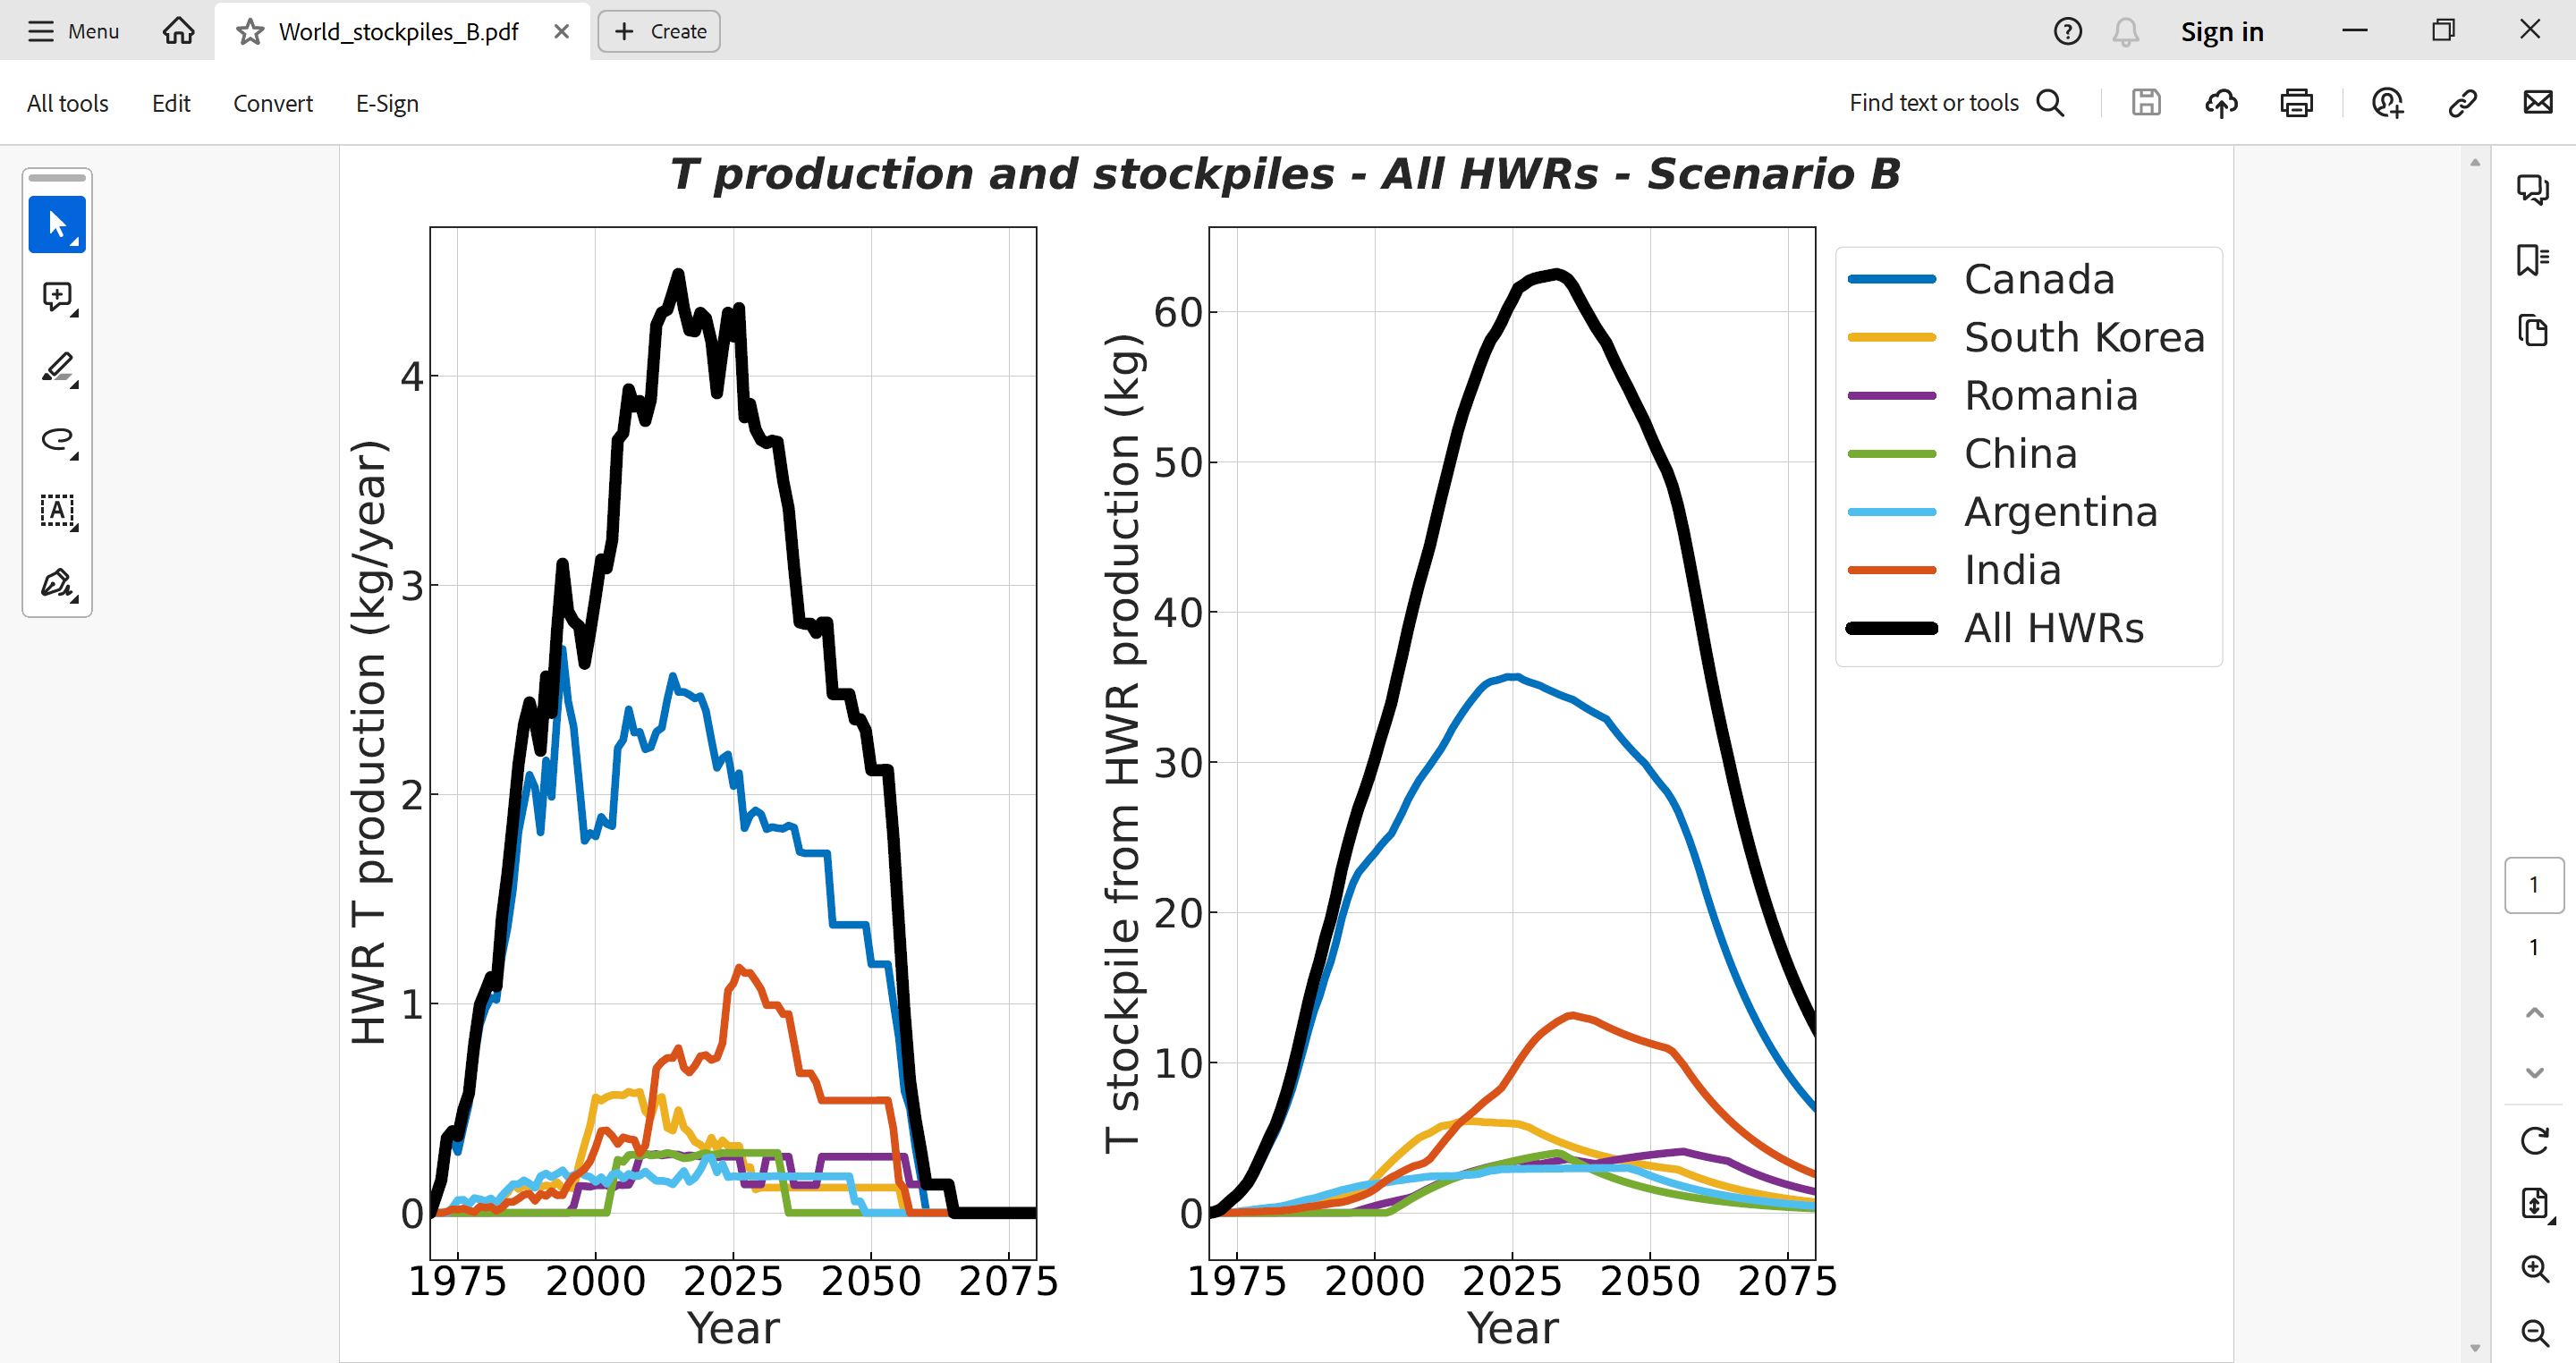 Menu
World_stockpiles_B.pdf
Create
Sign in
All tools
Edit
Convert
E-Sign
Find text or tools
T production and stockpiles - All HWRs - Scenario B
HWR T production (kg/year)
4
3
2
1
0
1975 2000 2025 2050 2075
Year
T stockpile from HWR production (kg)
60
50
40
30
20
10
0
1975 2000 2025 2050 2075
Year
Canada
South Korea
Romania
China
Argentina
India
All HWRs
A
1
1